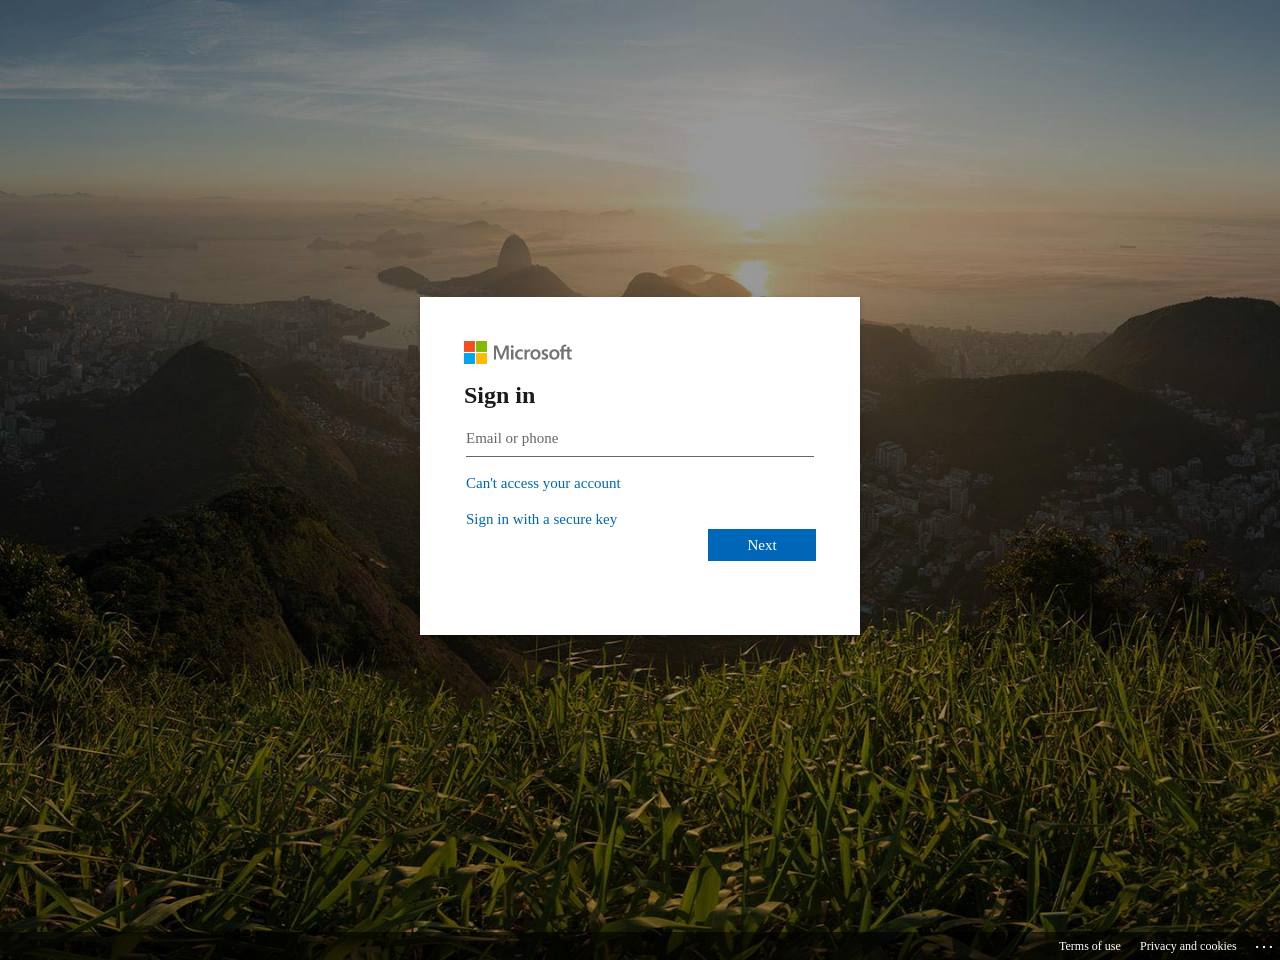 Microsoft
Sign in
Email or phone
Can't access your account
Sign in with a secure key
Next
Terms of use Privacy and cookies ...